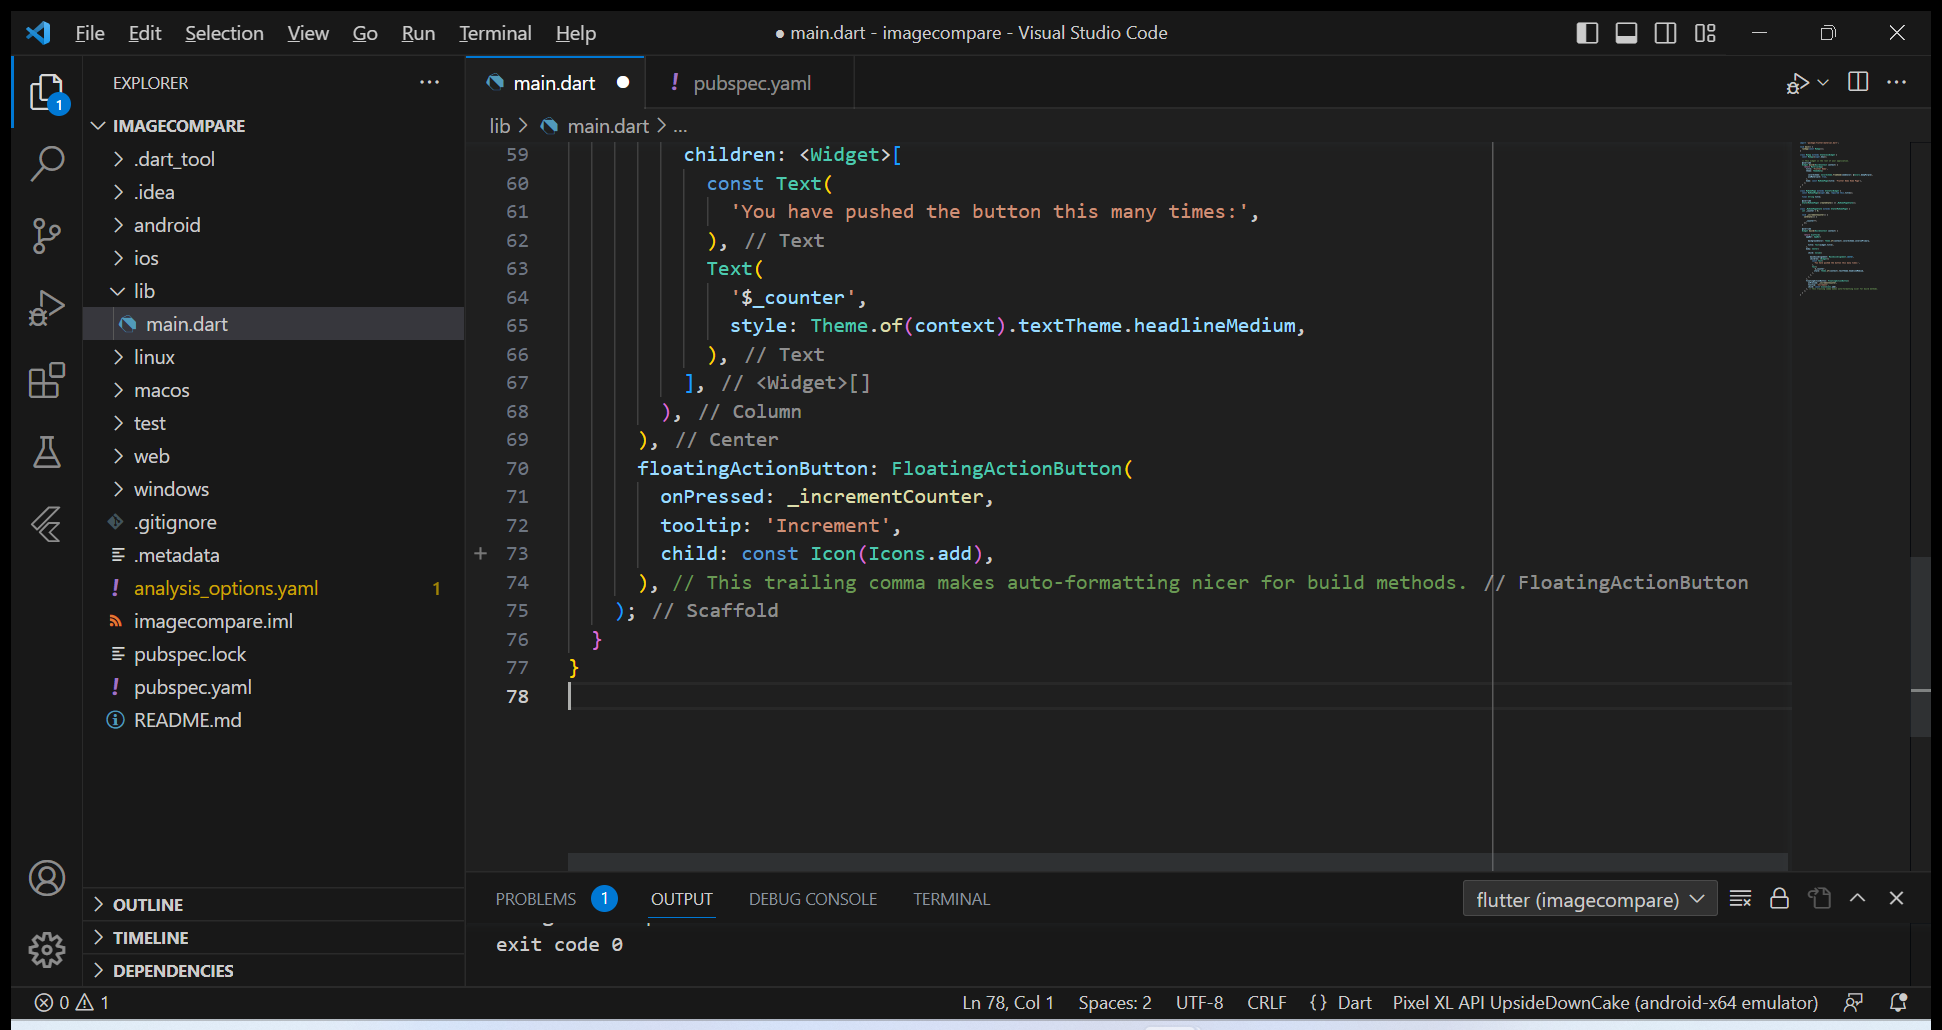 File Edit Selection View Go Run Terminal Help
● main.dart - imagecompare - Visual Studio Code
EXPLORER
main.dart
! pubspec.yaml
lib > main.dart > ...
1
IMAGECOMPARE
.dart_tool
.idea
android
ios
lib
main.dart
linux
macos
test
web
windows
.gitignore
.metadata
! analysis_options.yaml 1
imagecompare.iml
pubspec.lock
! pubspec.yaml
README.md
OUTLINE
TIMELINE
DEPENDENCIES
59 children: <Widget>[
60 const Text(
61 'You have pushed the button this many times:',
62 ), // Text
63 Text(
64 '$_counter',
65 style: Theme.of(context).textTheme.headlineMedium,
66 ), // Text
67 ], // <Widget>[]
68 ), // Column
69 ), // Center
70 floatingActionButton: FloatingActionButton(
71 onPressed: _incrementCounter,
72 tooltip: 'Increment',
73 child: const Icon(Icons.add),
74 ), // This trailing comma makes auto-formatting nicer for build methods. // FloatingActionButton
75 ); // Scaffold
76 }
77 }
78
PROBLEMS 1 OUTPUT DEBUG CONSOLE TERMINAL
flutter (imagecompare)
exit code 0
0 1
Ln 78, Col 1 Spaces: 2 UTF-8 CRLF {} Dart Pixel XL API UpsideDownCake (android-x64 emulator)